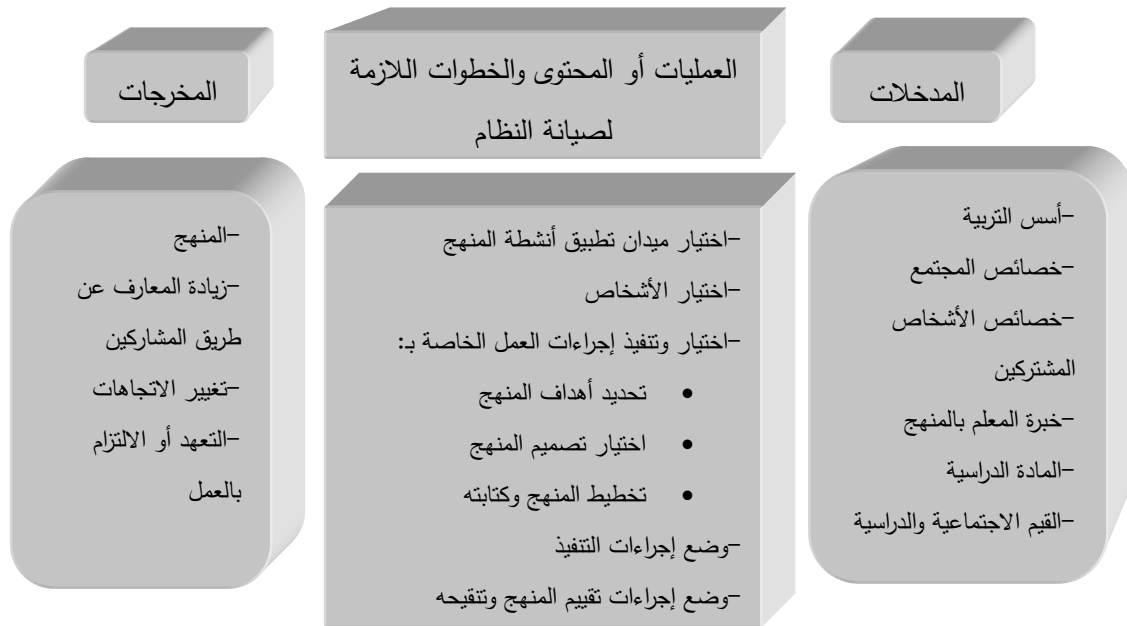 المدخلات
العمليات أو المحتوى والخطوات اللازمة
لصيانة النظام
المخرجات
-أسس التربية
-خصائص المجتمع
-خصائص الأشخاص
المشتركين
-خبرة المعلم بالمنهج
-المادة الدراسية
-القيم الاجتماعية والدراسية
-اختيار ميدان تطبيق أنشطة المنهج
-اختيار الأشخاص
-اختيار وتنفيذ إجراءات العمل الخاصة بـ:
• تحديد أهداف المنهج
• اختيار تصميم المنهج
• تخطيط المنهج وكتابته
-وضع إجراءات التنفيذ
-وضع إجراءات تقييم المنهج وتنقيحه
-المنهج
-زيادة المعارف عن
طريق المشاركين
-تغيير الاتجاهات
-التعهد أو الالتزام
بالعمل